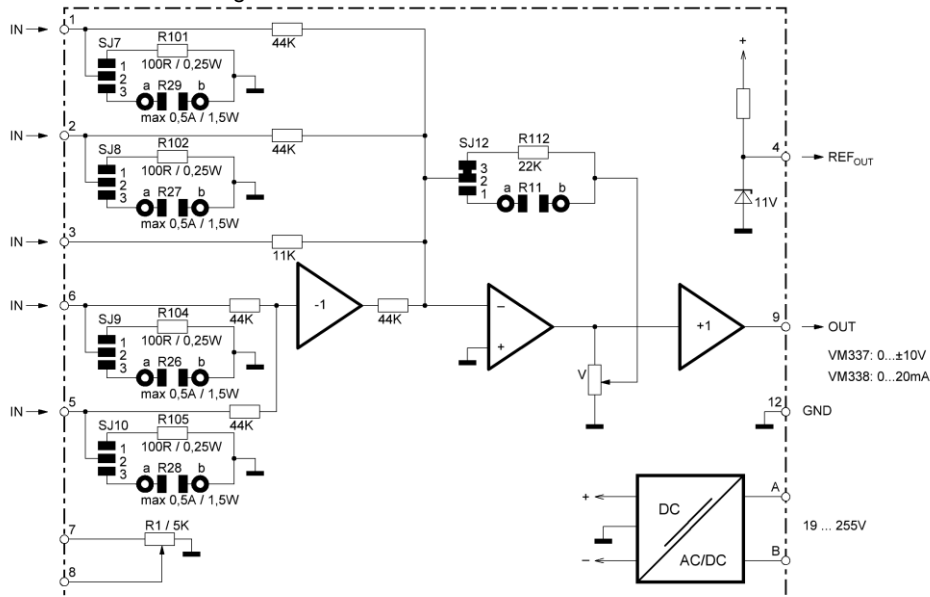 1
IN
SJ7
R101
44K
1
2
3
100R / 0,25W
a R29 b
max 0,5A / 1,5W
2
IN
SJ8
R102
44K
1
2
3
100R / 0,25W
a R27 b
max 0,5A / 1,5W
3
IN
11K
6
IN
44K
-1
44K
SJ9
R104
1
2
3
100R / 0,25W
a R26 b
max 0,5A / 1,5W
5
IN
44K
SJ10
R105
1
2
3
100R / 0,25W
a R28 b
max 0,5A / 1,5W
7
R1 / 5K
8
SJ12
R112
3
2
1
22K
a R11 b
–
+
V
+1
+
4
REFOUT
11V
9
OUT
VM337: 0...±10V
VM338: 0...20mA
12
GND
+
–
DC
AC/DC
A
B
19 ... 255V